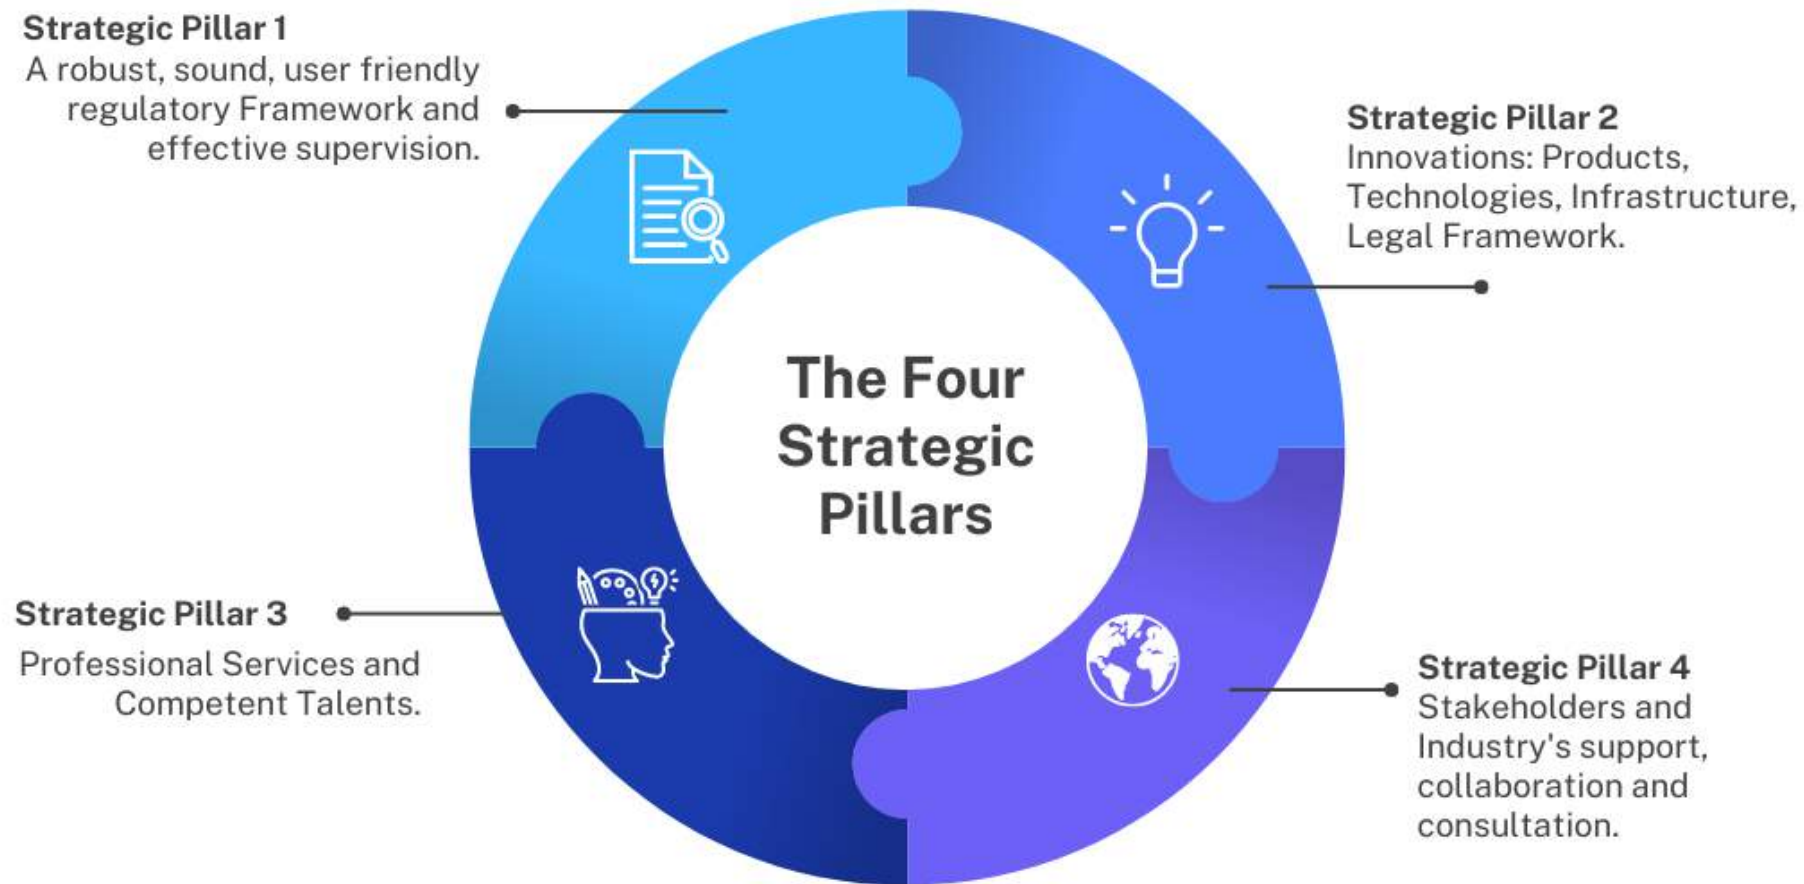 Strategic Pillar 1
A robust, sound, user friendly
regulatory Framework and
effective supervision.
Strategic Pillar 2
Innovations: Products,
Technologies, Infrastructure,
Legal Framework.
The Four
Strategic
Pillars
Strategic Pillar 3
Professional Services and
Competent Talents.
Strategic Pillar 4
Stakeholders and
Industry's support,
collaboration and
consultation.